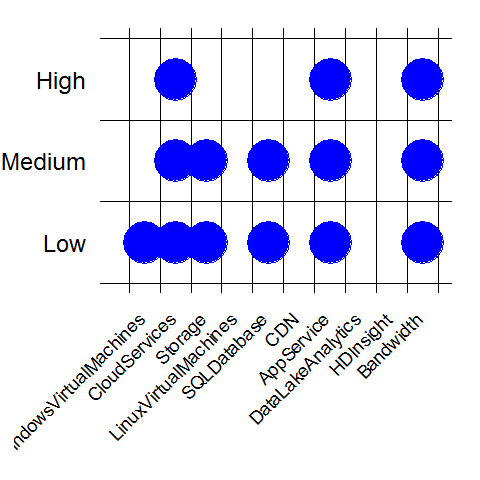 High
Medium
Low
ndowsVirtualMachines
CloudServices
Storage
LinuxVirtualMachines
SQLDatabase
CDN
AppService
DataLakeAnalytics
HDInsight
Bandwidth